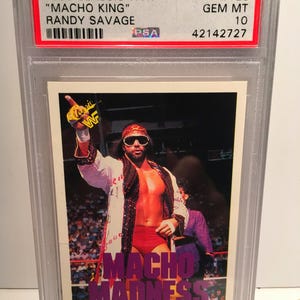 "MACHO KING"
GEM MT
RANDY SAVAGE
10
PSA
42142727
MACHO
MADNESS